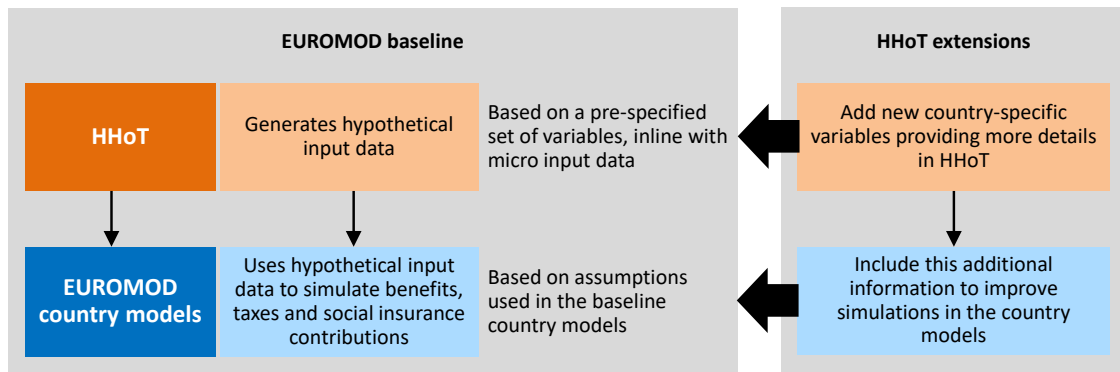 EUROMOD baseline
HHoT extensions
HHoT
Generates hypothetical
input data
Based on a pre-specified
set of variables, inline with
micro input data
Add new country-specific
variables providing more details
in HHoT
EUROMOD
country models
Uses hypothetical input
data to simulate benefits,
taxes and social insurance
contributions
Based on assumptions
used in the baseline
country models
Include this additional
information to improve
simulations in the country
models